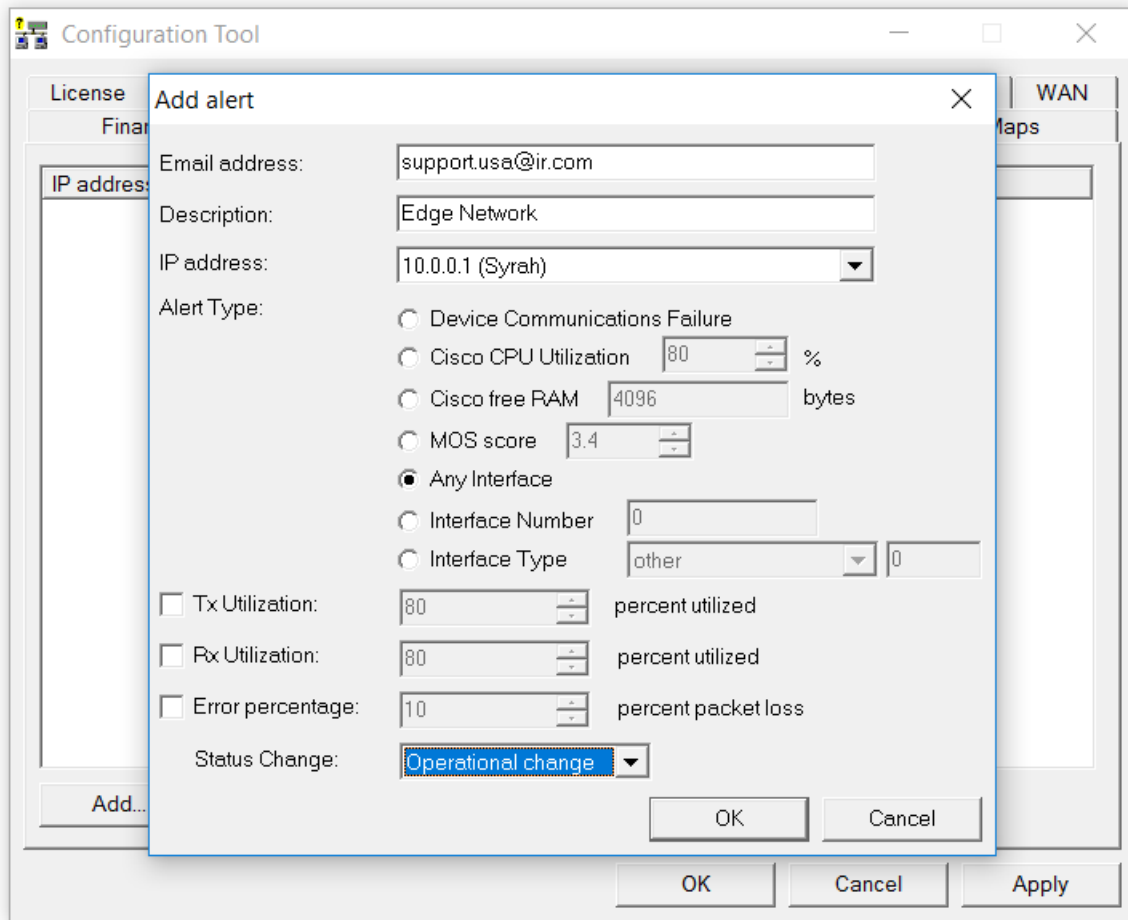 Configuration Tool
License
WAN
Finar
Maps
IP address
Add alert
Email address: support.usa@ir.com
Description: Edge Network
IP address: 10.0.0.1 (Syrah)
Alert Type:
Device Communications Failure
Cisco CPU Utilization 80 %
Cisco free RAM 4096 bytes
MOS score 3.4
Any Interface
Interface Number 0
Interface Type other 0
Tx Utilization: 80 percent utilized
Rx Utilization: 80 percent utilized
Error percentage: 10 percent packet loss
Status Change: Operational change
OK Cancel
Add...
OK Cancel Apply